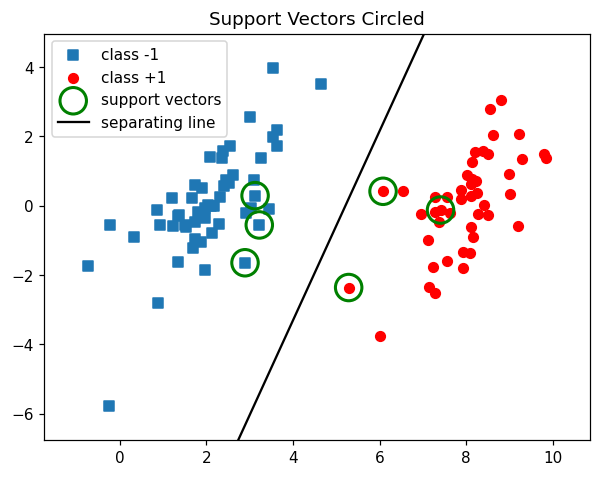 Support Vectors Circled
class -1
class +1
support vectors
separating line
4
2
0
−2
−4
−6
0 2 4 6 8 10